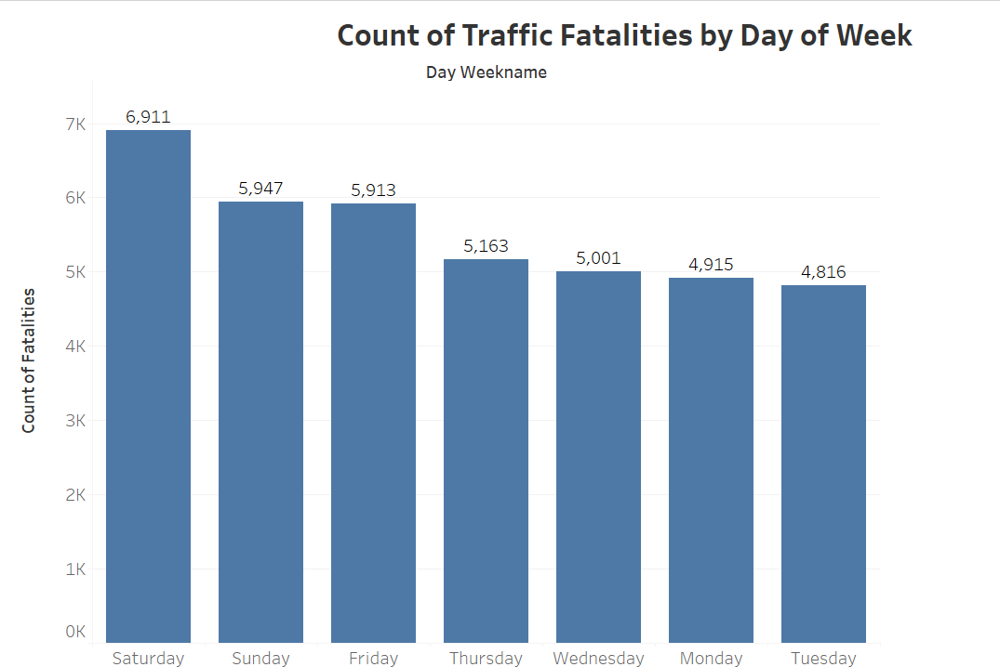 Count of Traffic Fatalities by Day of Week
Day Weekname
Count of Fatalities
7K
6K
5K
4K
3K
2K
1K
0K
6,911
5,947
5,913
5,163
5,001
4,915
4,816
Saturday
Sunday
Friday
Thursday
Wednesday
Monday
Tuesday